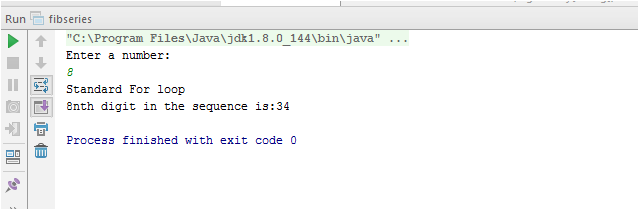 Run fibseries
"C:\Program Files\Java\jdk1.8.0_144\bin\java" ...
Enter a number:
8
Standard For loop
8nth digit in the sequence is:34
Process finished with exit code 0